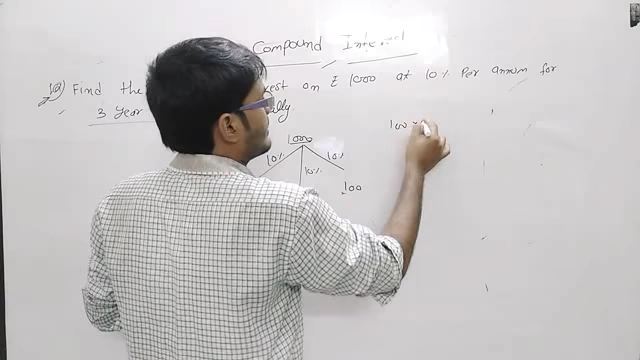 Compound Interest
Find the est on ₹ 1000 at 10% Per annum for
3 Year ally
1000
10% 10% 10%
100
100